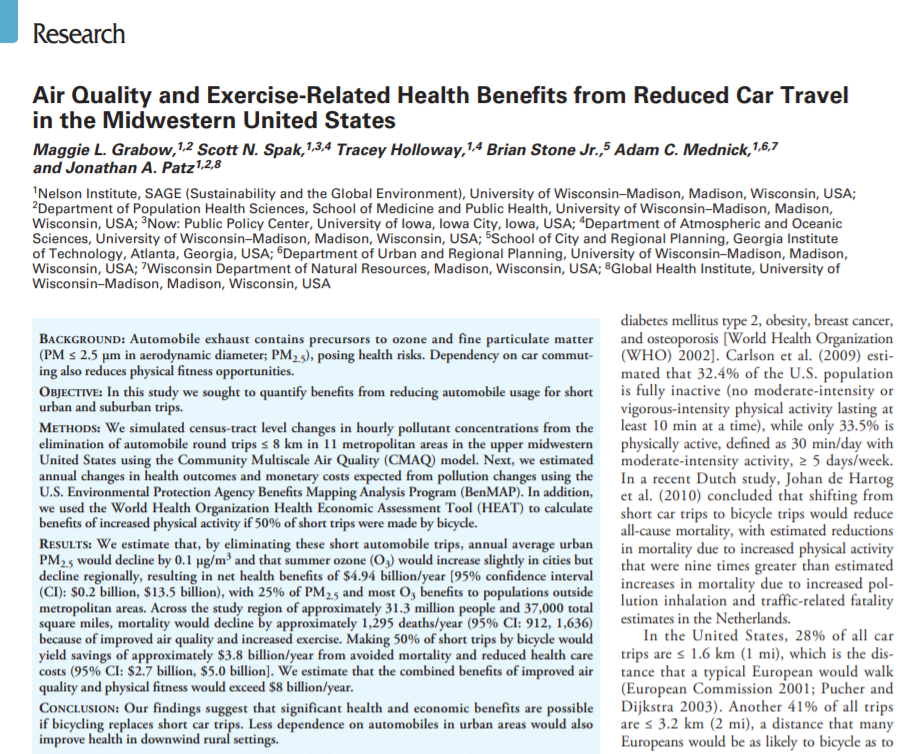 Research
Air Quality and Exercise-Related Health Benefits from Reduced Car Travel
in the Midwestern United States
Maggie L. Grabow,1,2 Scott N. Spak,1,3,4 Tracey Holloway,1,4 Brian Stone Jr.,5 Adam C. Mednick,1,6,7
and Jonathan A. Patz1,2,8
1Nelson Institute, SAGE (Sustainability and the Global Environment), University of Wisconsin–Madison, Madison, Wisconsin, USA;
2Department of Population Health Sciences, School of Medicine and Public Health, University of Wisconsin–Madison, Madison,
Wisconsin, USA; 3Now: Public Policy Center, University of Iowa, Iowa City, Iowa, USA; 4Department of Atmospheric and Oceanic
Sciences, University of Wisconsin–Madison, Madison, Wisconsin, USA; 5School of City and Regional Planning, Georgia Institute
of Technology, Atlanta, Georgia, USA; 6Department of Urban and Regional Planning, University of Wisconsin–Madison, Madison,
Wisconsin, USA; 7Wisconsin Department of Natural Resources, Madison, Wisconsin, USA; 8Global Health Institute, University of
Wisconsin–Madison, Madison, Wisconsin, USA
Background: Automobile exhaust contains precursors to ozone and fine particulate matter
(PM ≤ 2.5 μm in aerodynamic diameter; PM2.5), posing health risks. Dependency on car commut-
ing also reduces physical fitness opportunities.
Objective: In this study we sought to quantify benefits from reducing automobile usage for short
urban and suburban trips.
Methods: We simulated census-tract level changes in hourly pollutant concentrations from the
elimination of automobile round trips ≤ 8 km in 11 metropolitan areas in the upper midwestern
United States using the Community Multiscale Air Quality (CMAQ) model. Next, we estimated
annual changes in health outcomes and monetary costs expected from pollution changes using the
U.S. Environmental Protection Agency Benefits Mapping Analysis Program (BenMAP). In addition,
we used the World Health Organization Health Economic Assessment Tool (HEAT) to calculate
benefits of increased physical activity if 50% of short trips were made by bicycle.
Results: We estimate that, by eliminating these short automobile trips, annual average urban
PM2.5 would decline by 0.1 μg/m3 and that summer ozone (O3) would increase slightly in cities but
decline regionally, resulting in net health benefits of $4.94 billion/year [95% confidence interval
(CI): $0.2 billion, $13.5 billion), with 25% of PM2.5 and most O3 benefits to populations outside
metropolitan areas. Across the study region of approximately 31.3 million people and 37,000 total
square miles, mortality would decline by approximately 1,295 deaths/year (95% CI: 912, 1,636)
because of improved air quality and increased exercise. Making 50% of short trips by bicycle would
yield savings of approximately $3.8 billion/year from avoided mortality and reduced health care
costs (95% CI: $2.7 billion, $5.0 billion]. We estimate that the combined benefits of improved air
quality and physical fitness would exceed $8 billion/year.
Conclusion: Our findings suggest that significant health and economic benefits are possible
if bicycling replaces short car trips. Less dependence on automobiles in urban areas would also
improve health in downwind rural settings.
diabetes mellitus type 2, obesity, breast cancer,
and osteoporosis [World Health Organization
(WHO) 2002]. Carlson et al. (2009) esti-
mated that 32.4% of the U.S. population
is fully inactive (no moderate-intensity or
vigorous-intensity physical activity lasting at
least 10 min at a time), while only 33.5% is
physically active, defined as 30 min/day with
moderate-intensity activity, ≥ 5 days/week.
In a recent Dutch study, Johan de Hartog
et al. (2010) concluded that shifting from
short car trips to bicycle trips would reduce
all-cause mortality, with estimated reductions
in mortality due to increased physical activity
that were nine times greater than estimated
increases in mortality due to increased pol-
lution inhalation and traffic-related fatality
estimates in the Netherlands.
In the United States, 28% of all car
trips are ≤ 1.6 km (1 mi), which is the dis-
tance that a typical European would walk
(European Commission 2001; Pucher and
Dijkstra 2003). Another 41% of all trips
are ≤ 3.2 km (2 mi), a distance that many
Europeans would be as likely to bicycle as to